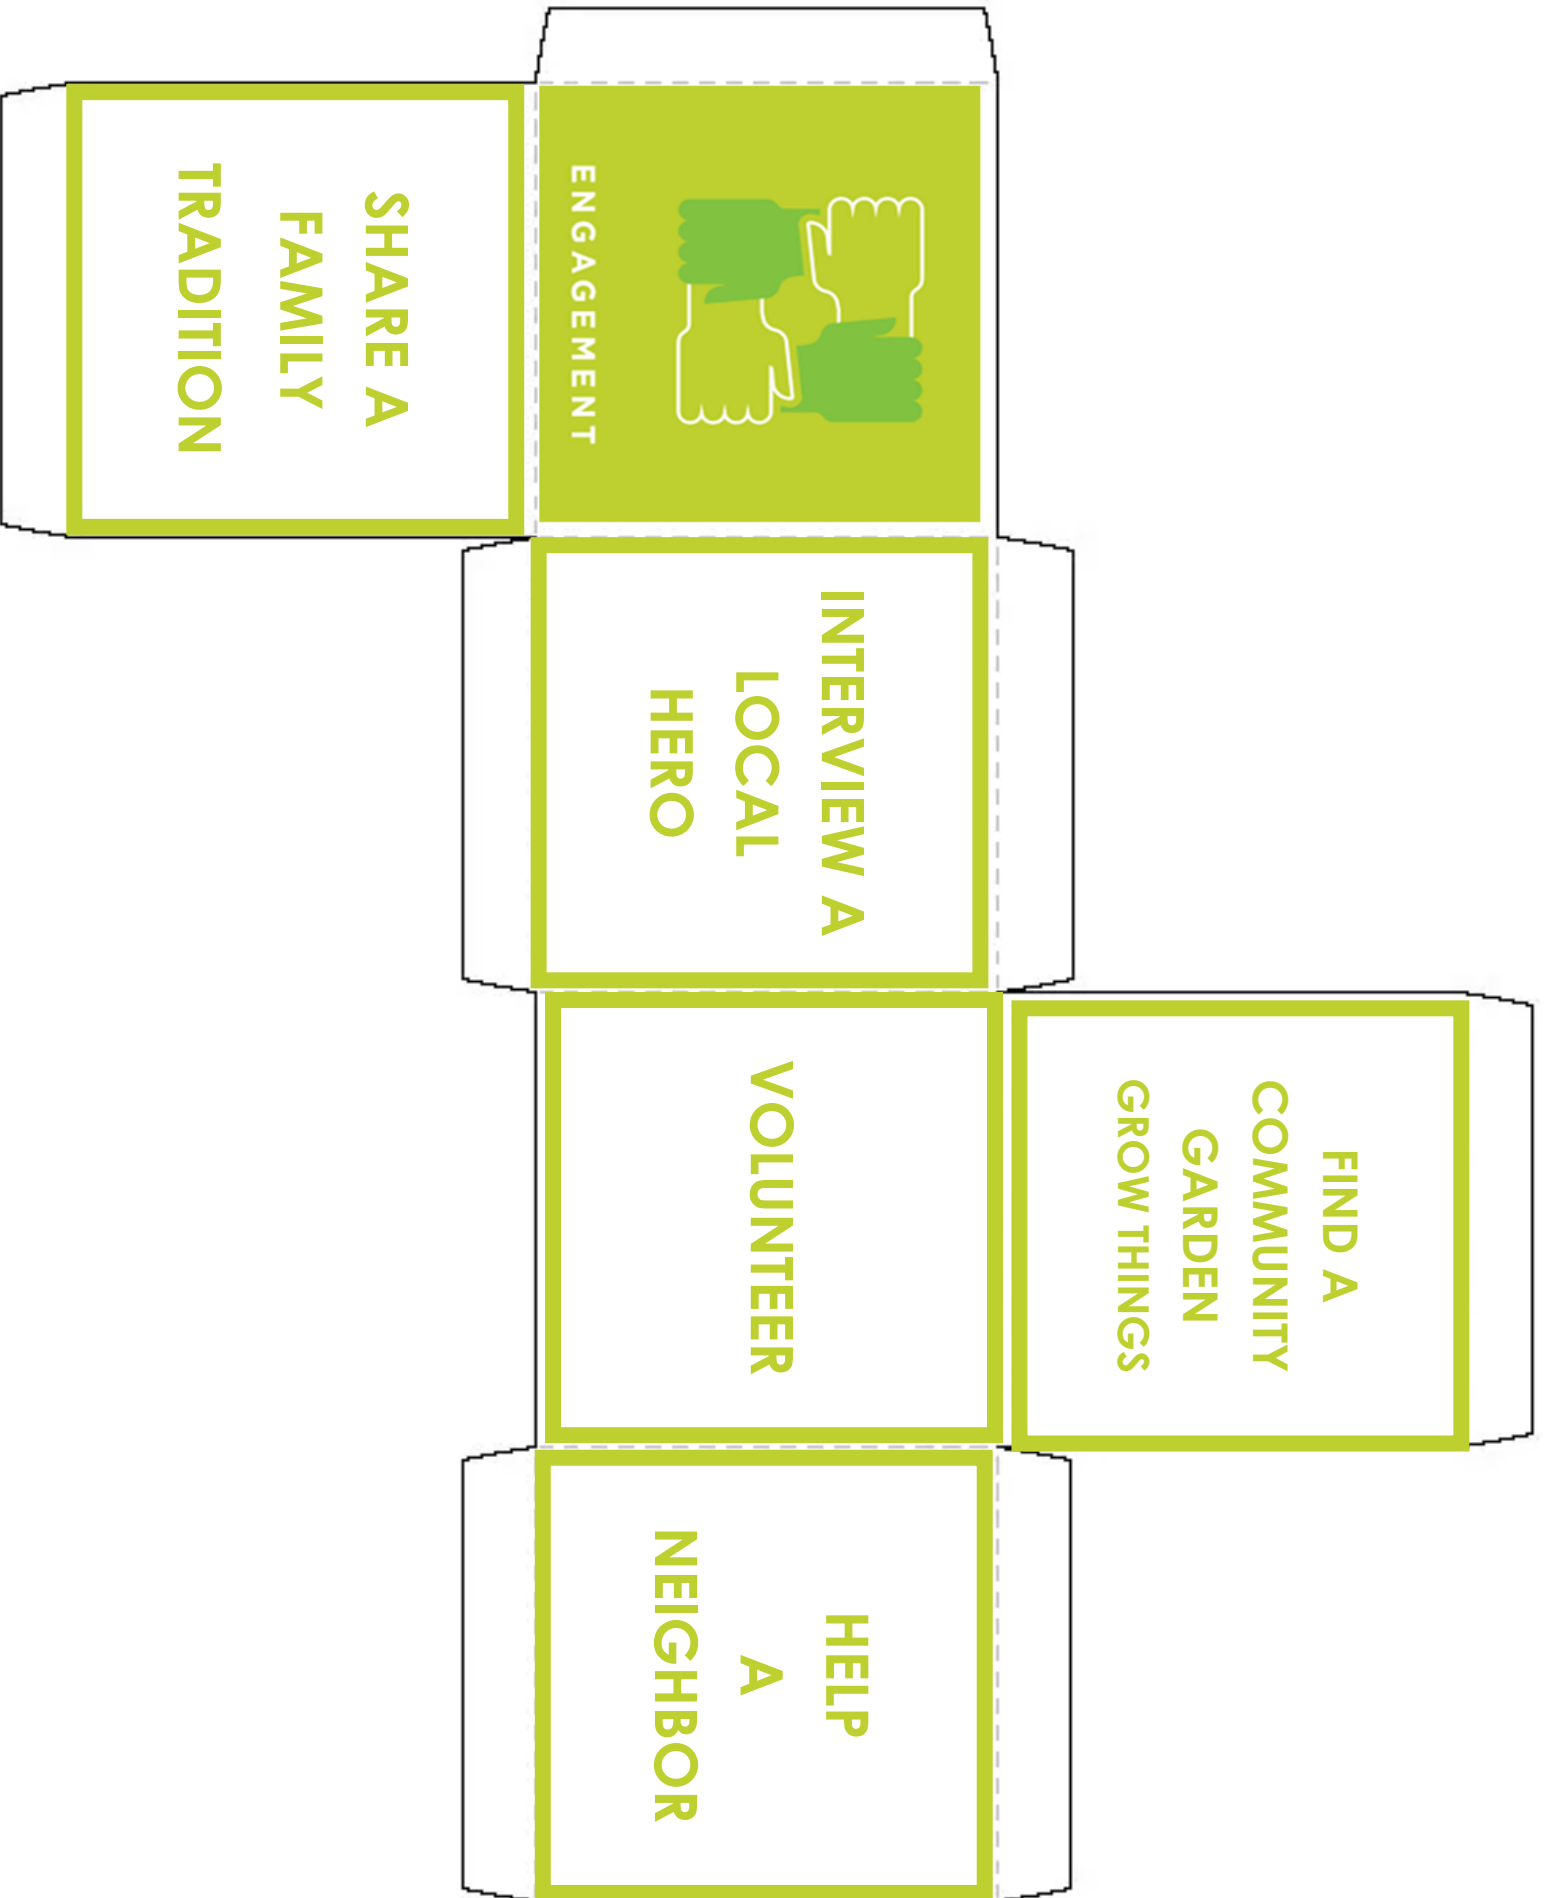 SHARE A
FAMILY
TRADITION
ENGAGEMENT
INTERVIEW A
LOCAL
HERO
VOLUNTEER
FIND A
COMMUNITY
GARDEN
GROW THINGS
HELP
A
NEIGHBOR